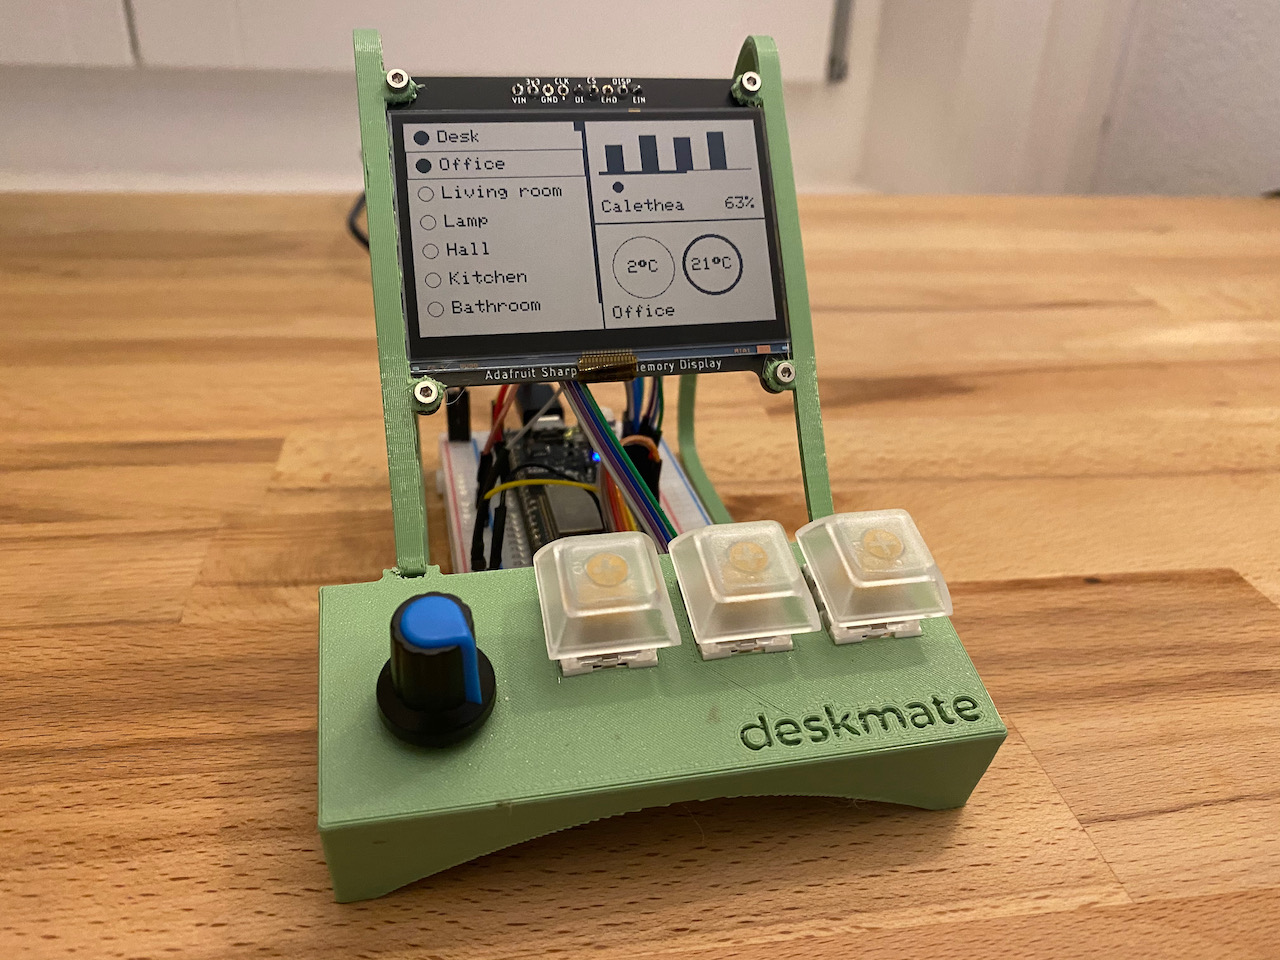 3v3 CLK CS DISP
VIN GND DI EMD EIN
Desk
Office
Living room
Lamp
Hall
Kitchen
Bathroom
Calethea 63%
2°C 21°C
Office
Adafruit Sharp emory Display
deskmate